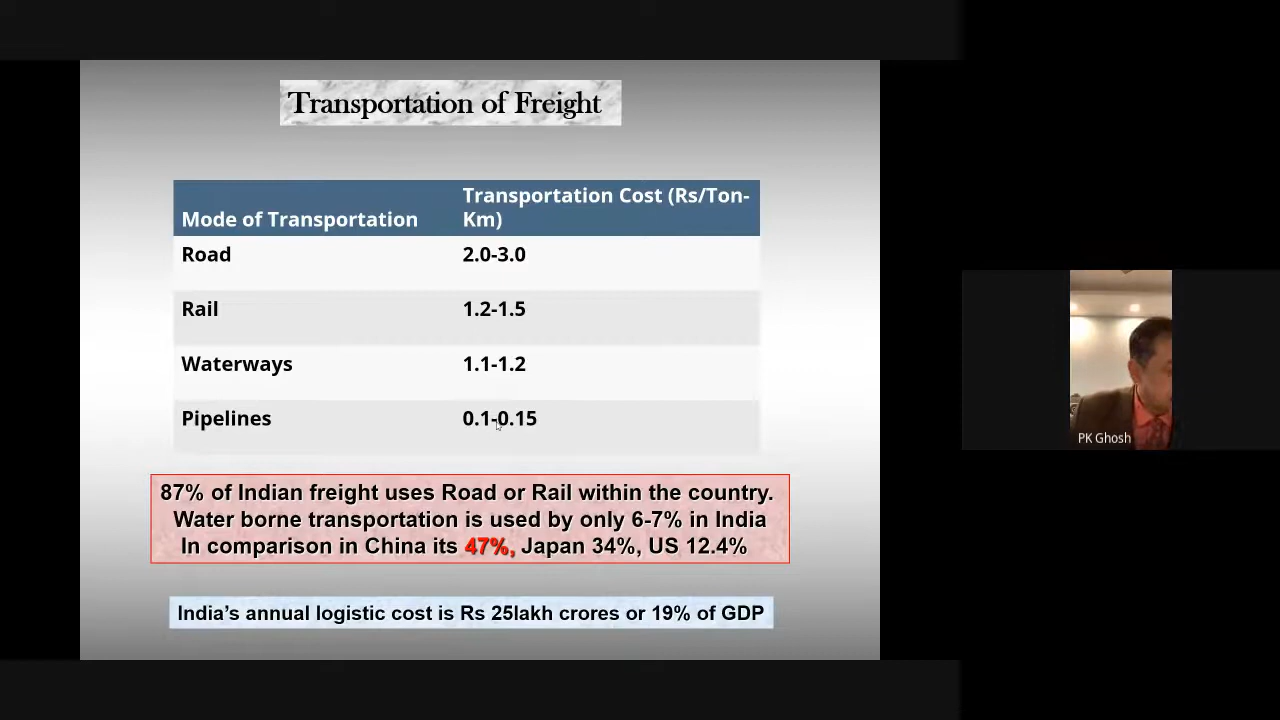 Transportation of Freight
Mode of Transportation
Transportation Cost (Rs/Ton-
Km)
Road 2.0-3.0
Rail 1.2-1.5
Waterways 1.1-1.2
Pipelines 0.1-0.15
87% of Indian freight uses Road or Rail within the country.
Water borne transportation is used by only 6-7% in India
In comparison in China its 47%, Japan 34%, US 12.4%
India's annual logistic cost is Rs 25lakh crores or 19% of GDP
PK Ghosh